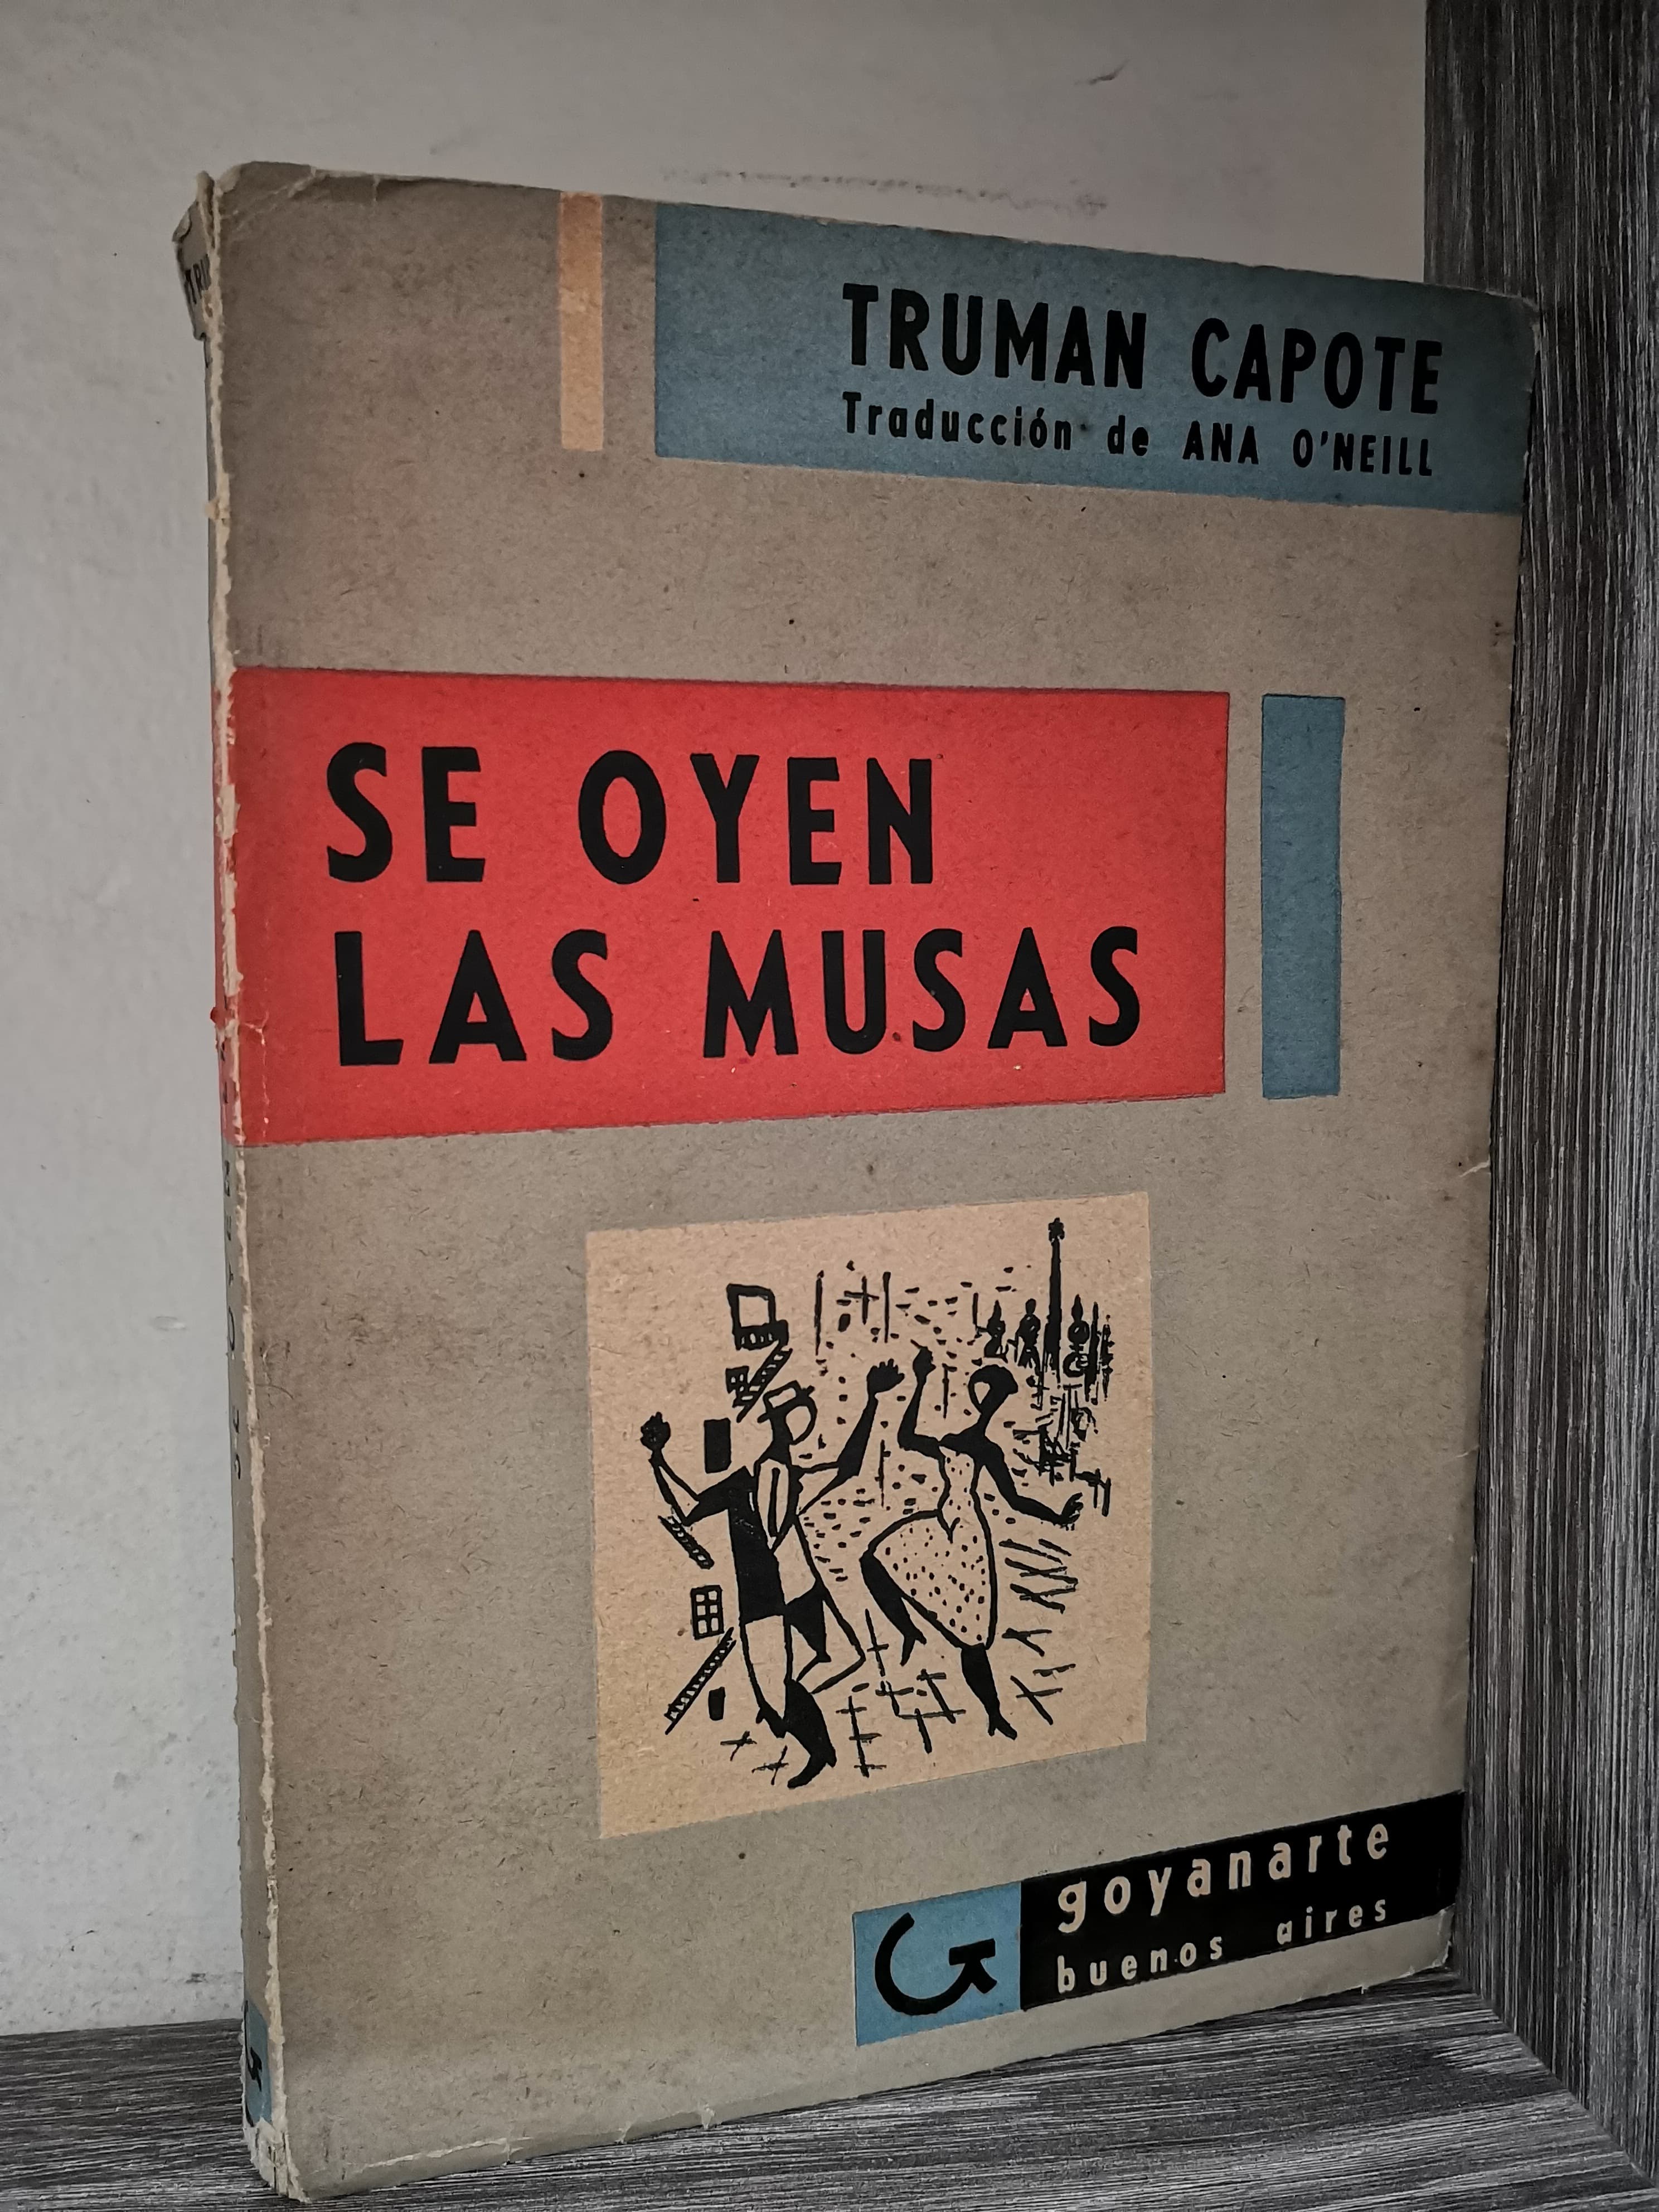 TRUMAN CAPOTE
Traducción de ANA O'NEILL
SE OYEN
LAS MUSAS
goyanarte
buenos aires